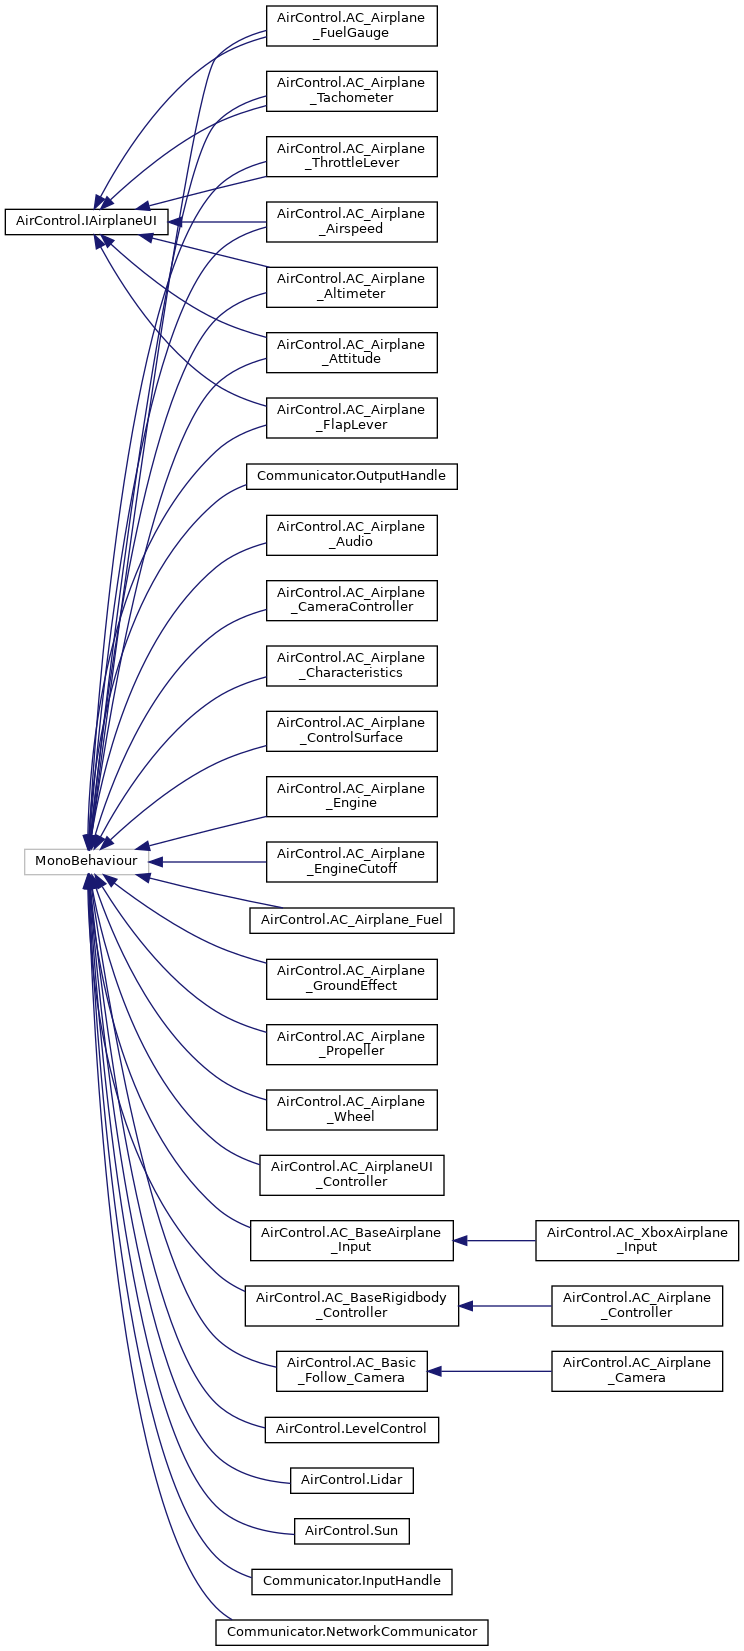 AirControl.AC_Airplane
_FuelGauge
AirControl.AC_Airplane
_Tachometer
AirControl.AC_Airplane
_ThrottleLever
AirControl.IAirplaneUI
AirControl.AC_Airplane
_Airspeed
AirControl.AC_Airplane
_Altimeter
AirControl.AC_Airplane
_Attitude
AirControl.AC_Airplane
_FlapLever
Communicator.OutputHandle
AirControl.AC_Airplane
_Audio
AirControl.AC_Airplane
_CameraController
AirControl.AC_Airplane
_Characteristics
AirControl.AC_Airplane
_ControlSurface
AirControl.AC_Airplane
_Engine
MonoBehaviour
AirControl.AC_Airplane
_EngineCutoff
AirControl.AC_Airplane_Fuel
AirControl.AC_Airplane
_GroundEffect
AirControl.AC_Airplane
_Propeller
AirControl.AC_Airplane
_Wheel
AirControl.AC_AirplaneUI
_Controller
AirControl.AC_BaseAirplane
_Input
AirControl.AC_XboxAirplane
_Input
AirControl.AC_BaseRigidbody
_Controller
AirControl.AC_Airplane
_Controller
AirControl.AC_Basic
_Follow_Camera
AirControl.AC_Airplane
_Camera
AirControl.LevelControl
AirControl.Lidar
AirControl.Sun
Communicator.InputHandle
Communicator.NetworkCommunicator